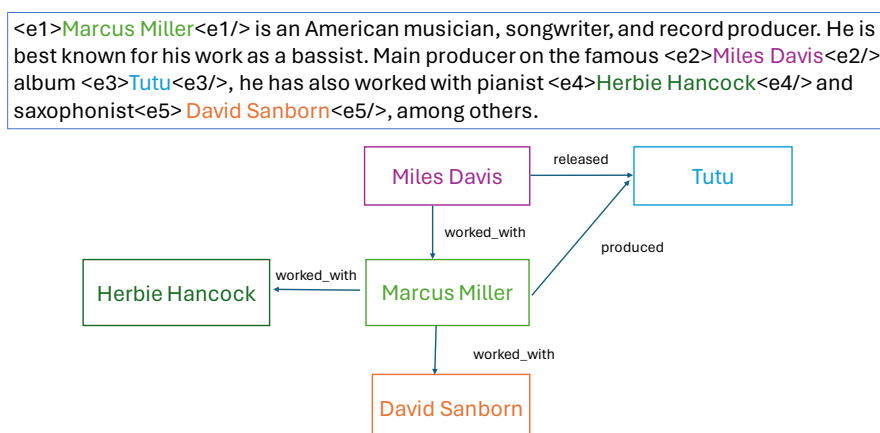 <e1>Marcus Miller<e1/> is an American musician, songwriter, and record producer. He is
best known for his work as a bassist. Main producer on the famous <e2>Miles Davis<e2/>
album <e3>Tutu<e3/>, he has also worked with pianist <e4>Herbie Hancock<e4/> and
saxophonist<e5> David Sanborn<e5/>, among others.
released
Miles Davis
Tutu
worked_with
produced
worked_with
Herbie Hancock
Marcus Miller
worked_with
David Sanborn